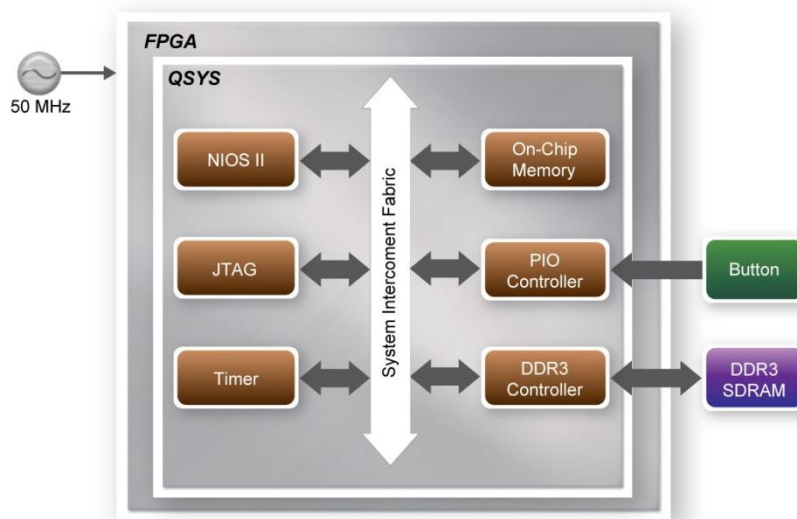 FPGA
QSYS
50 MHz
NIOS II
On-Chip
Memory
System Intercoment Fabric
JTAG
PIO
Controller
Button
Timer
DDR3
Controller
DDR3
SDRAM